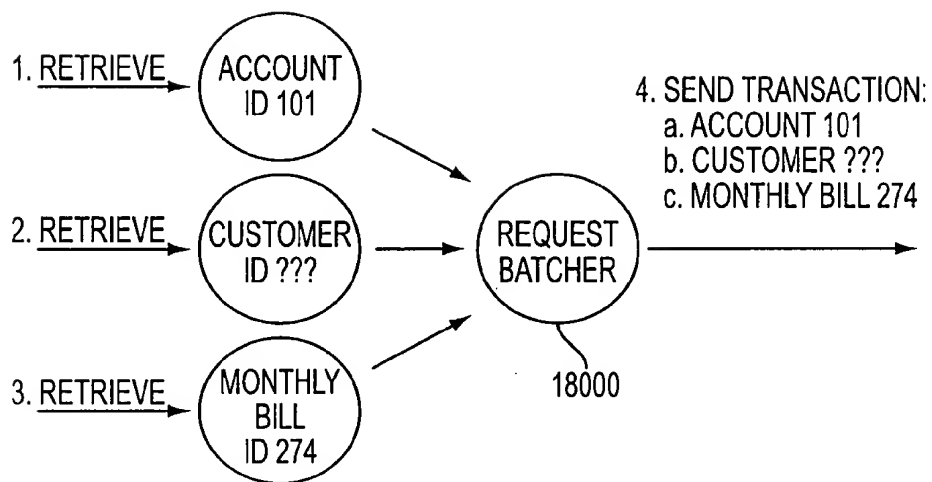 1. RETRIEVE
ACCOUNT
ID 101
4. SEND TRANSACTION:
a. ACCOUNT 101
b. CUSTOMER ???
c. MONTHLY BILL 274
2. RETRIEVE
CUSTOMER
ID ???
REQUEST
BATCHER
18000
3. RETRIEVE
MONTHLY
BILL
ID 274